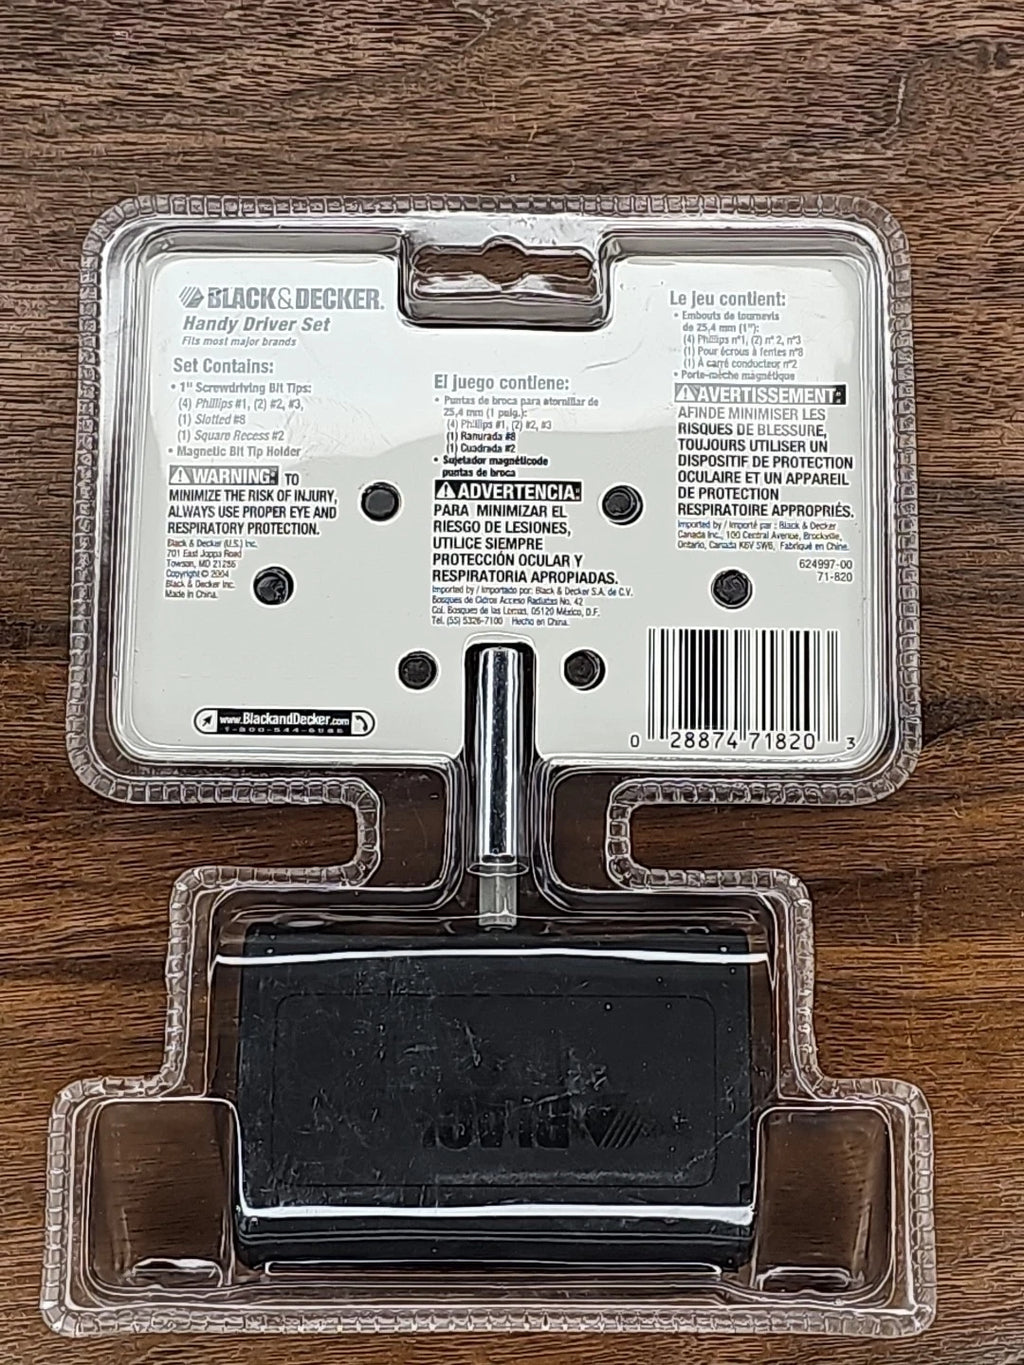 BLACK&DECKER.
Handy Driver Set
Fits most major brands
Set Contains:
• 1" Screwdriving Bit Tips:
(4) Phillips #1, (2) #2, #3,
(1) Slotted #8
(1) Square Recess #2
• Magnetic Bit Tip Holder
WARNING: TO
MINIMIZE THE RISK OF INJURY,
ALWAYS USE PROPER EYE AND
RESPIRATORY PROTECTION.
Black & Decker (U.S.) Inc.
701 East Joppa Road
Towson, MD 21286
Copyright © 2004
Black & Decker Inc.
Made in China.
www.BlackandDecker.com
1-800-544-6986
El juego contiene:
• Puntas de broca para atornillar de
25,4 mm (1 pulg.):
(4) Phillips #1, (2) #2, #3
(1) Ranurada #8
(1) Cuadrada #2
• Sujetador magnéticode
puntas de broca
ADVERTENCIA:
PARA MINIMIZAR EL
RIESGO DE LESIONES,
UTILICE SIEMPRE
PROTECCIÓN OCULAR Y
RESPIRATORIA APROPIADAS.
Imported by / Importado por: Black & Decker S.A. de C.V.
Bosques de Cidros Acceso Radiatas No. 42
Col. Bosques de las Lomas, 05120 México, D.F.
Tel. (55) 5326-7100 Hecho en China.
Le jeu contient:
• Embouts de tournevis
de 25,4 mm (1"):
(4) Phillips n°1, (2) n° 2, n°3
(1) Pour écrous à fentes n°8
(1) À carré conducteur n°2
• Porte-mèche magnétique
AVERTISSEMENT:
AFINDE MINIMISER LES
RISQUES DE BLESSURE,
TOUJOURS UTILISER UN
DISPOSITIF DE PROTECTION
OCULAIRE ET UN APPAREIL
DE PROTECTION
RESPIRATOIRE APPROPRIÉS.
Imported by / Importé par : Black & Decker
Canada Inc., 100 Central Avenue, Brockville,
Ontario, Canada K6V 5W6, Fabriqué en Chine.
624997-00
71-820
0 28874 71820 3